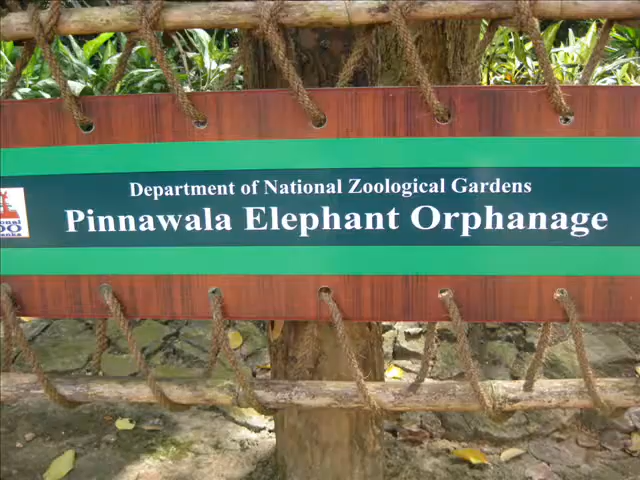 Department of National Zoological Gardens
Pinnawala Elephant Orphanage